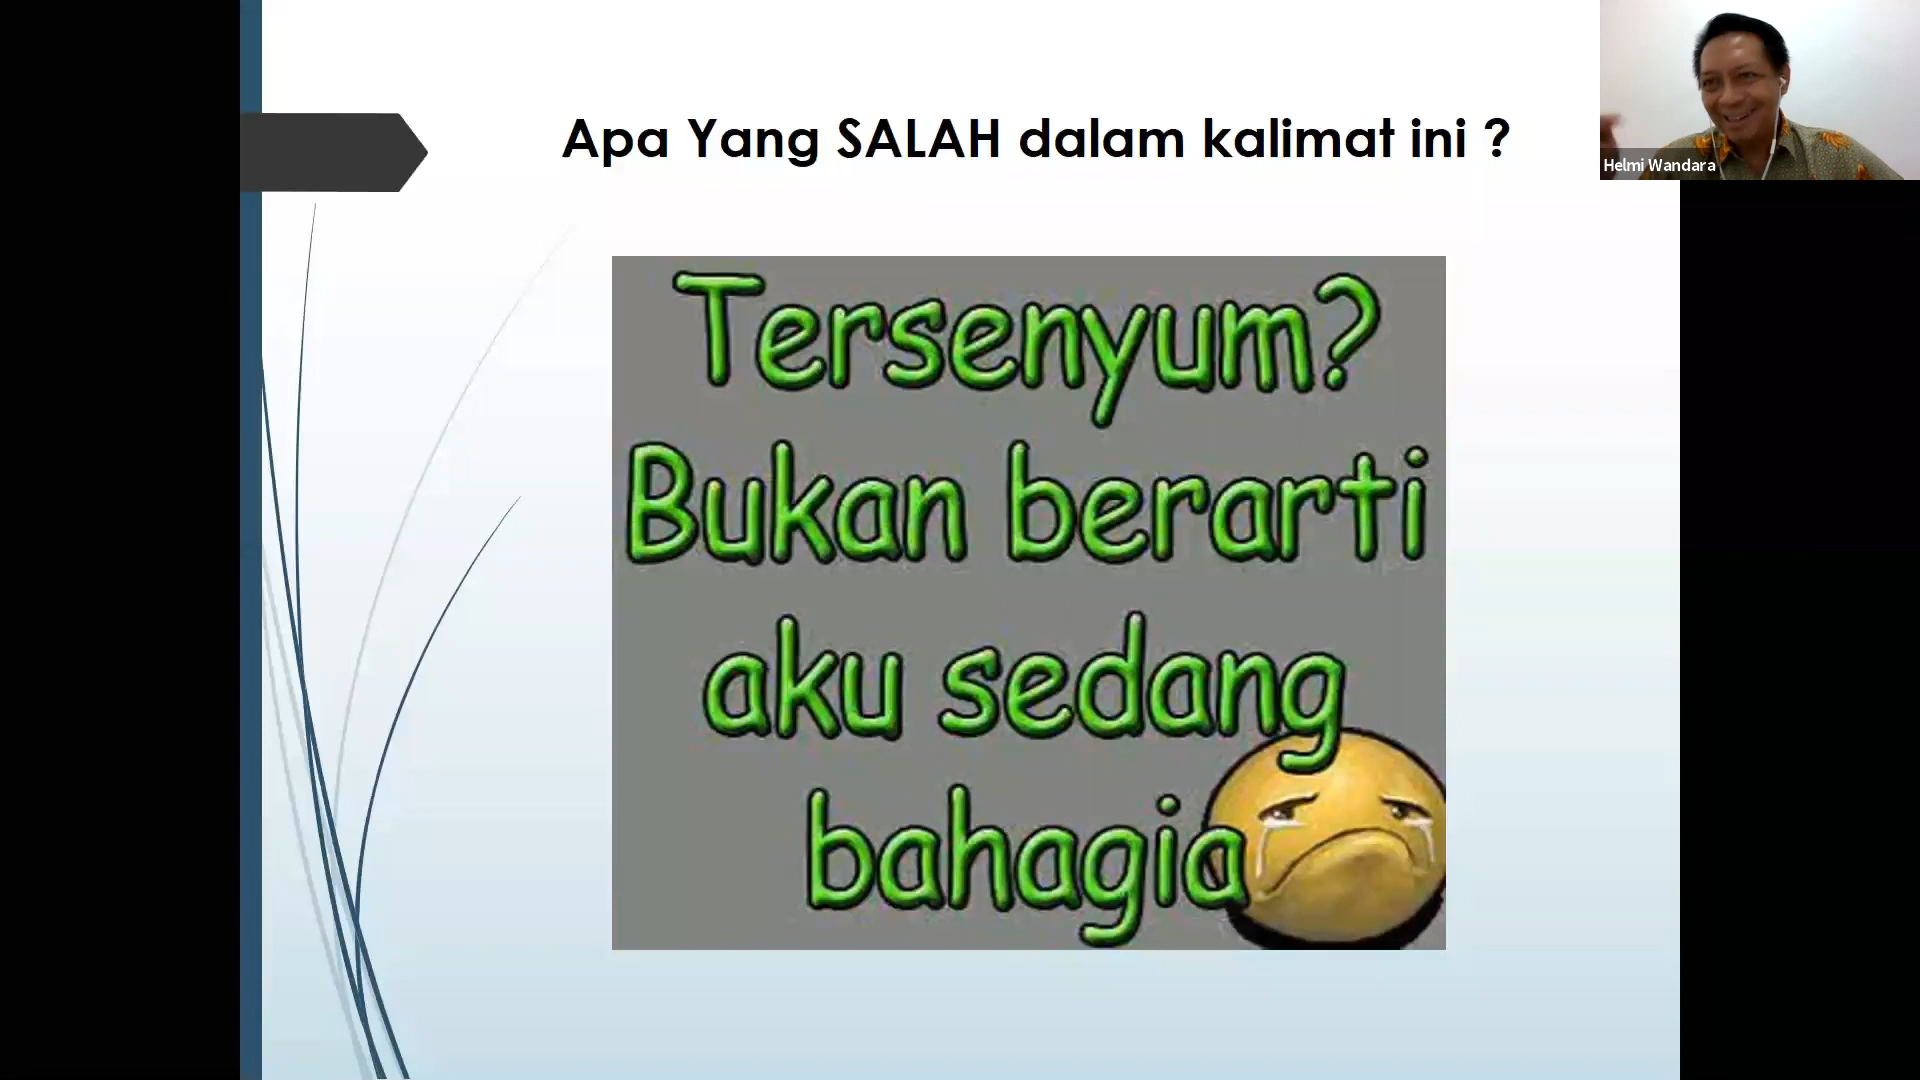 Apa Yang SALAH dalam kalimat ini ?
Helmi Wandara
Tersenyum?
Bukan berarti
aku sedang
bahagia